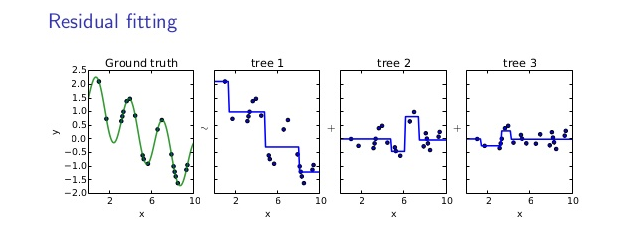 Residual fitting
Ground truth
tree 1
tree 2
tree 3
2.5
2.0
1.5
1.0
0.5
0.0
−0.5
−1.0
−1.5
−2.0
y
2 6 10
x
~
2 6 10
x
+
2 6 10
x
+
2 6 10
x